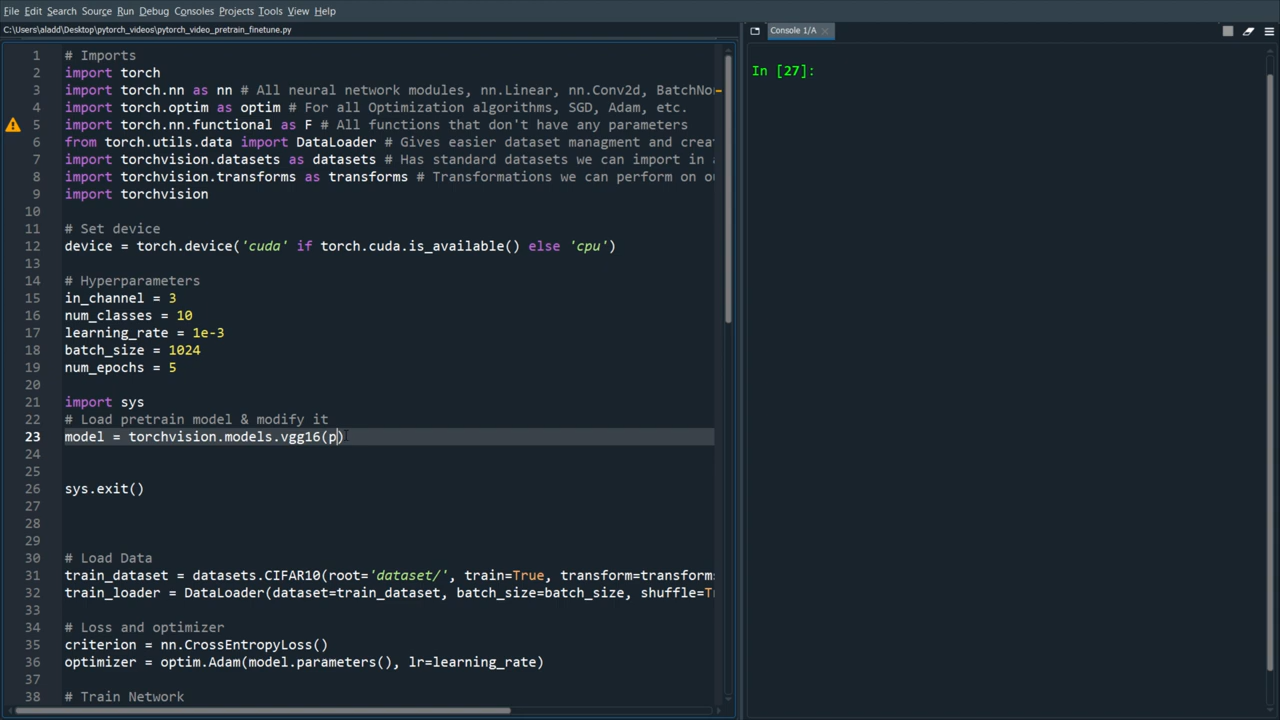 File Edit Search Source Run Debug Consoles Projects Tools View Help
C:\Users\aladd\Desktop\pytorch_videos\pytorch_video_pretrain_finetune.py
Console 1/A
1 # Imports
2 import torch
3 import torch.nn as nn # All neural network modules, nn.Linear, nn.Conv2d, BatchNo
4 import torch.optim as optim # For all Optimization algorithms, SGD, Adam, etc.
5 import torch.nn.functional as F # All functions that don't have any parameters
6 from torch.utils.data import DataLoader # Gives easier dataset managment and crea
7 import torchvision.datasets as datasets # Has standard datasets we can import in a
8 import torchvision.transforms as transforms # Transformations we can perform on ou
9 import torchvision
10
11 # Set device
12 device = torch.device('cuda' if torch.cuda.is_available() else 'cpu')
13
14 # Hyperparameters
15 in_channel = 3
16 num_classes = 10
17 learning_rate = 1e-3
18 batch_size = 1024
19 num_epochs = 5
20
21 import sys
22 # Load pretrain model & modify it
23 model = torchvision.models.vgg16(p)
24
25
26 sys.exit()
27
28
29
30 # Load Data
31 train_dataset = datasets.CIFAR10(root='dataset/', train=True, transform=transform
32 train_loader = DataLoader(dataset=train_dataset, batch_size=batch_size, shuffle=T
33
34 # Loss and optimizer
35 criterion = nn.CrossEntropyLoss()
36 optimizer = optim.Adam(model.parameters(), lr=learning_rate)
37
38 # Train Network
In [27]: